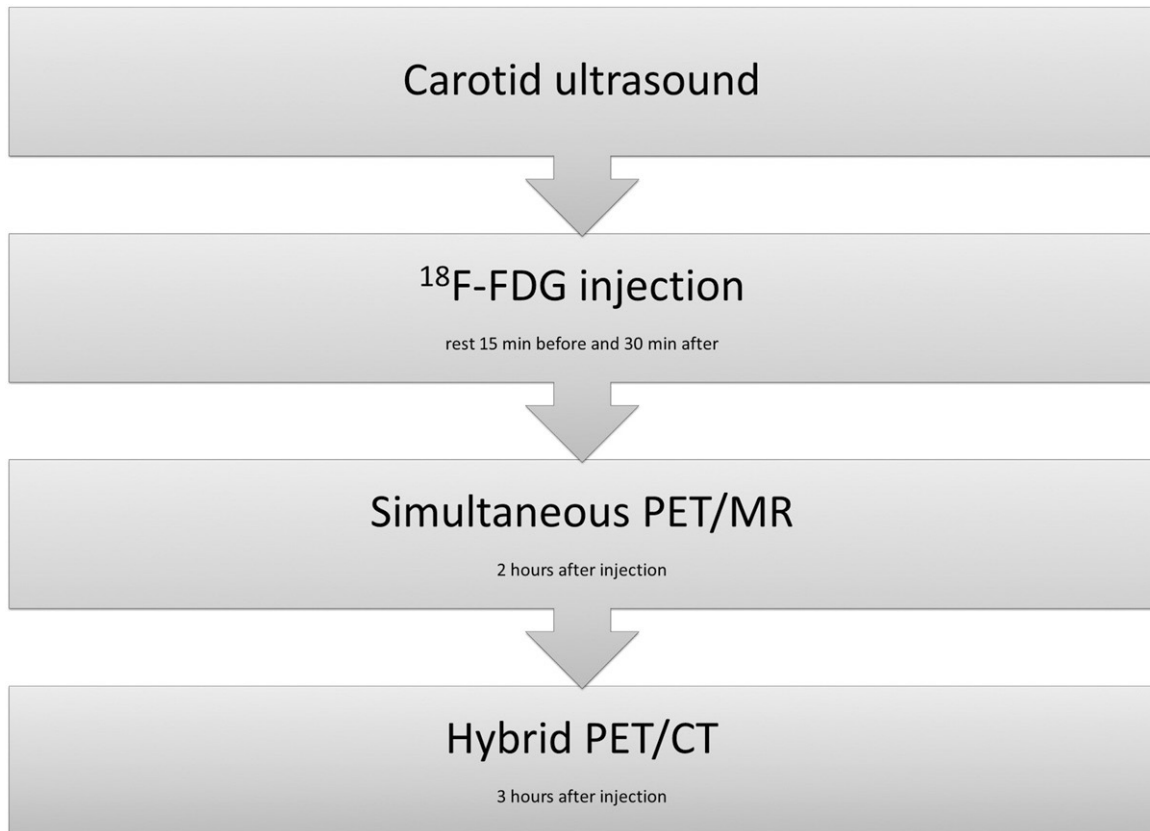 Carotid ultrasound
¹⁸F-FDG injection
rest 15 min before and 30 min after
Simultaneous PET/MR
2 hours after injection
Hybrid PET/CT
3 hours after injection